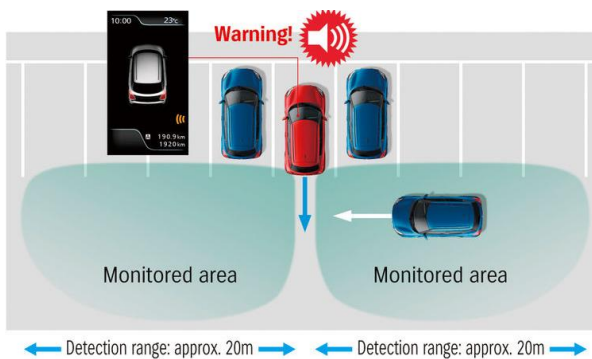 10:00 23°c
Warning!
190.9km
1920km
Monitored area
Monitored area
Detection range: approx. 20m
Detection range: approx. 20m